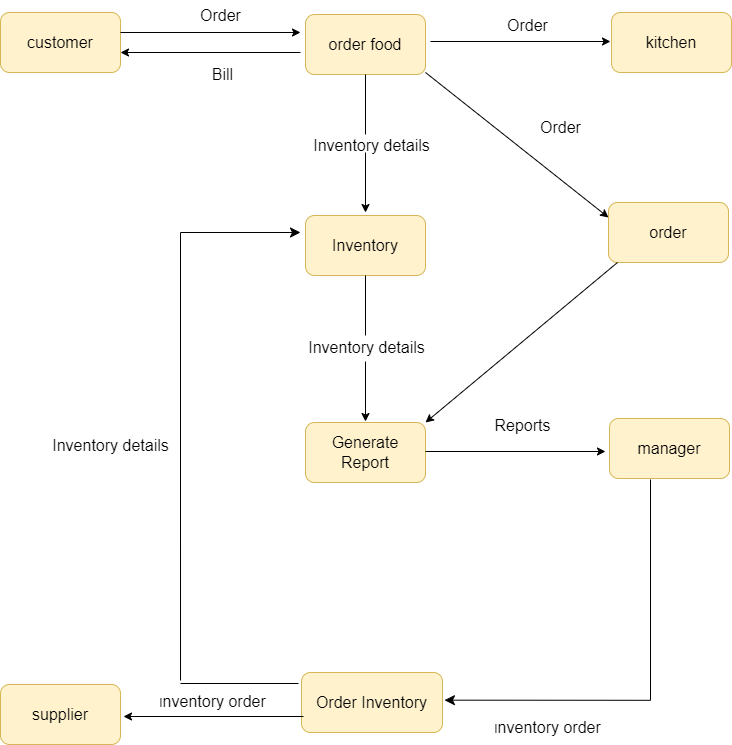 Order
Order
customer
order food
kitchen
Bill
Order
Inventory details
order
Inventory
Inventory details
Inventory details
Generate
Report
Reports
manager
Order Inventory
inventory order
supplier
inventory order